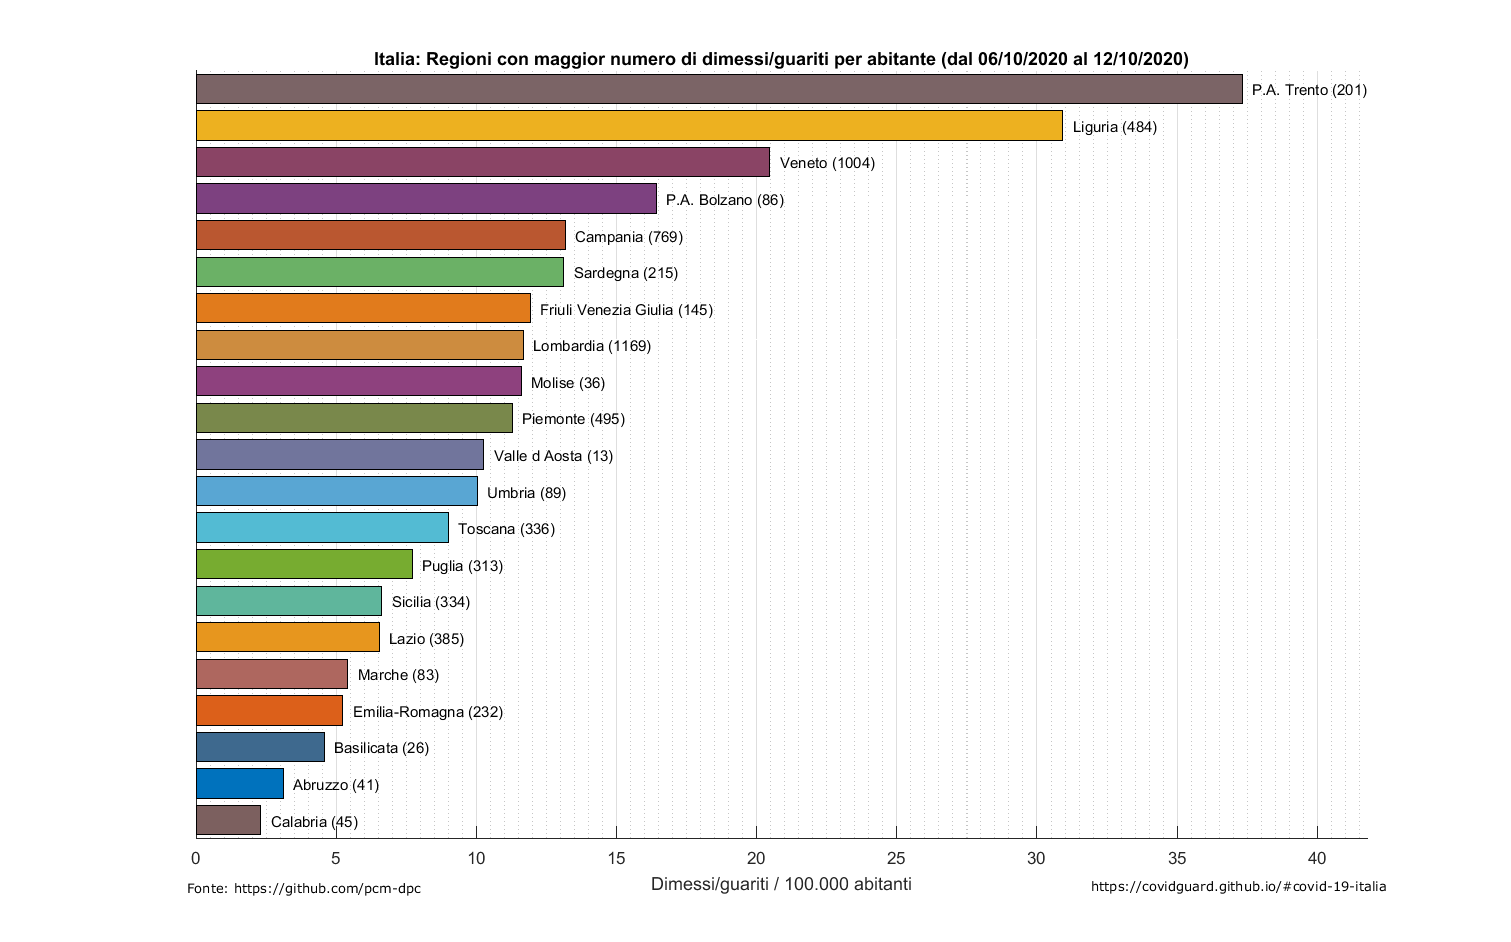 Italia: Regioni con maggior numero di dimessi/guariti per abitante (dal 06/10/2020 al 12/10/2020)
P.A. Trento (201)
Liguria (484)
Veneto (1004)
P.A. Bolzano (86)
Campania (769)
Sardegna (215)
Friuli Venezia Giulia (145)
Lombardia (1169)
Molise (36)
Piemonte (495)
Valle d Aosta (13)
Umbria (89)
Toscana (336)
Puglia (313)
Sicilia (334)
Lazio (385)
Marche (83)
Emilia-Romagna (232)
Basilicata (26)
Abruzzo (41)
Calabria (45)
0 5 10 15 20 25 30 35 40
Dimessi/guariti / 100.000 abitanti
Fonte: https://github.com/pcm-dpc
https://covidguard.github.io/#covid-19-italia